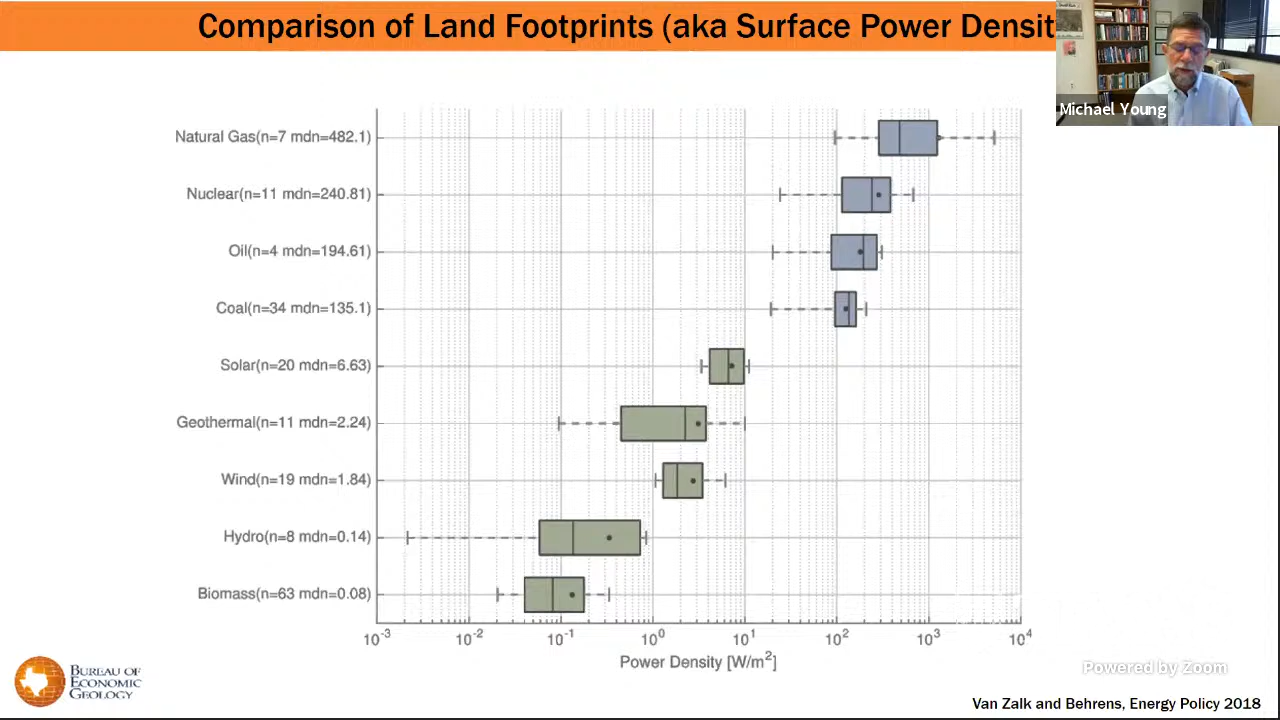 Comparison of Land Footprints (aka Surface Power Densit
Michael Young
Natural Gas(n=7 mdn=482.1)
Nuclear(n=11 mdn=240.81)
Oil(n=4 mdn=194.61)
Coal(n=34 mdn=135.1)
Solar(n=20 mdn=6.63)
Geothermal(n=11 mdn=2.24)
Wind(n=19 mdn=1.84)
Hydro(n=8 mdn=0.14)
Biomass(n=63 mdn=0.08)
10⁻³ 10⁻² 10⁻¹ 10⁰ 10¹ 10² 10³ 10⁴
Power Density [W/m²]
BUREAU OF
ECONOMIC
GEOLOGY
Powered by Zoom
Van Zalk and Behrens, Energy Policy 2018